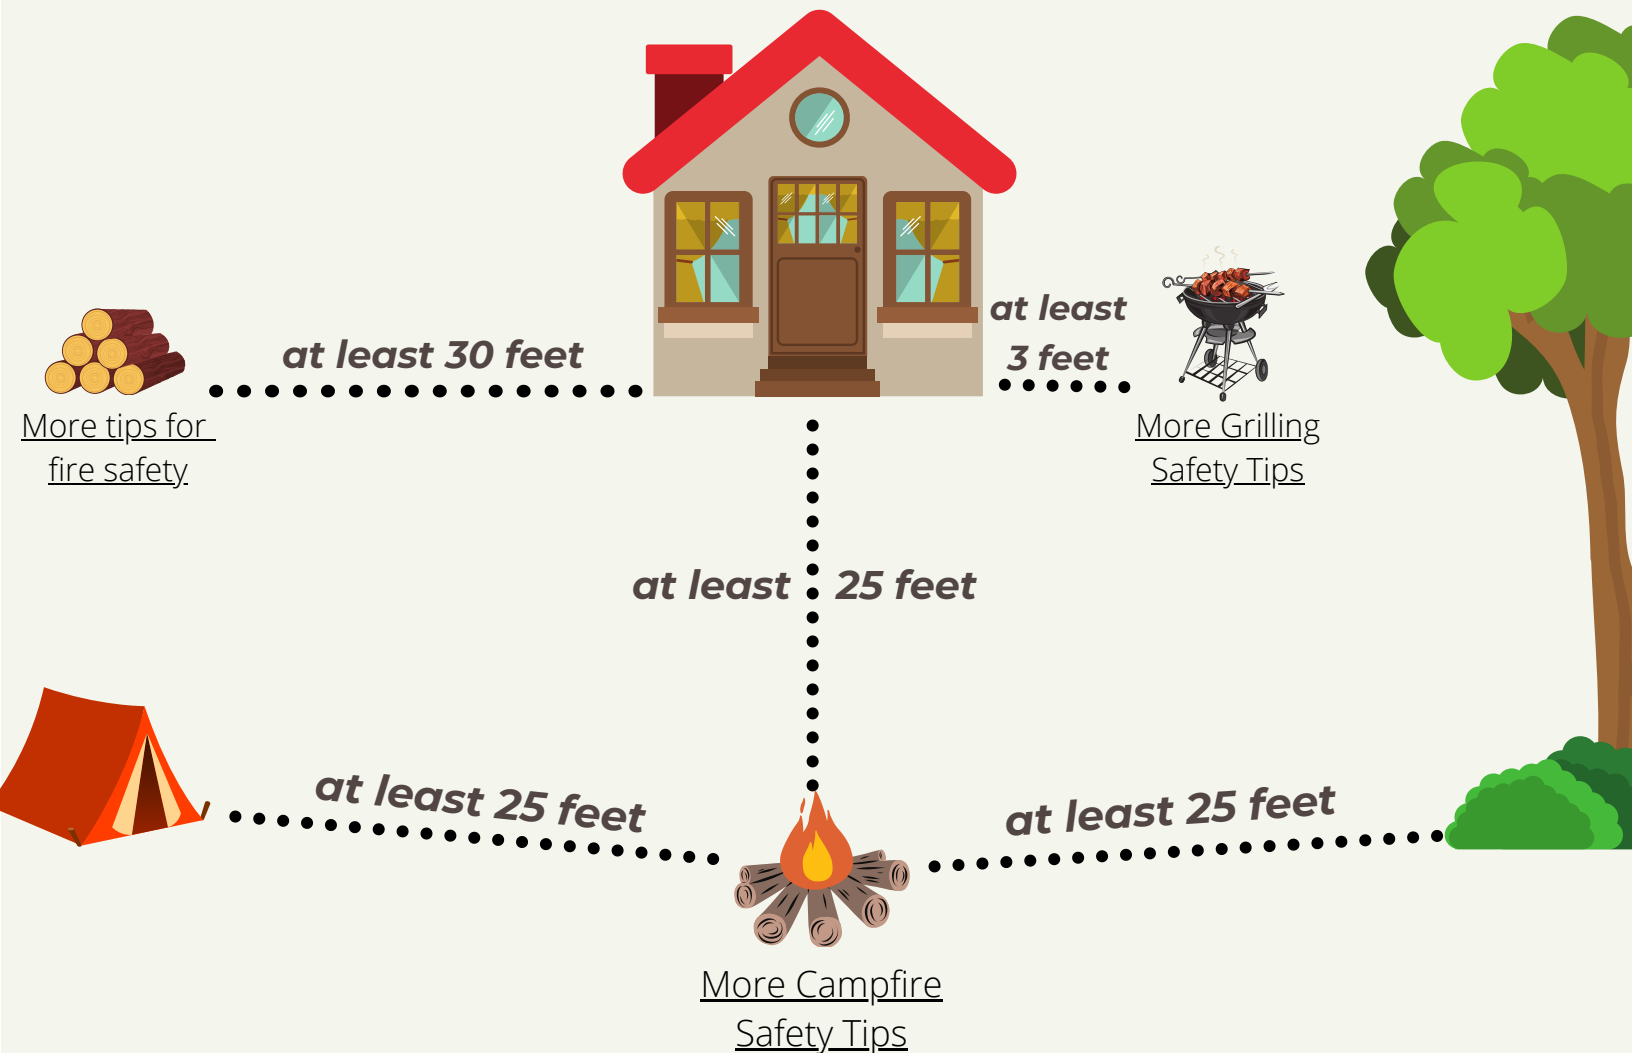 at least
3 feet
at least 30 feet
More tips for
fire safety
More Grilling
Safety Tips
at least 25 feet
at least 25 feet
at least 25 feet
More Campfire
Safety Tips